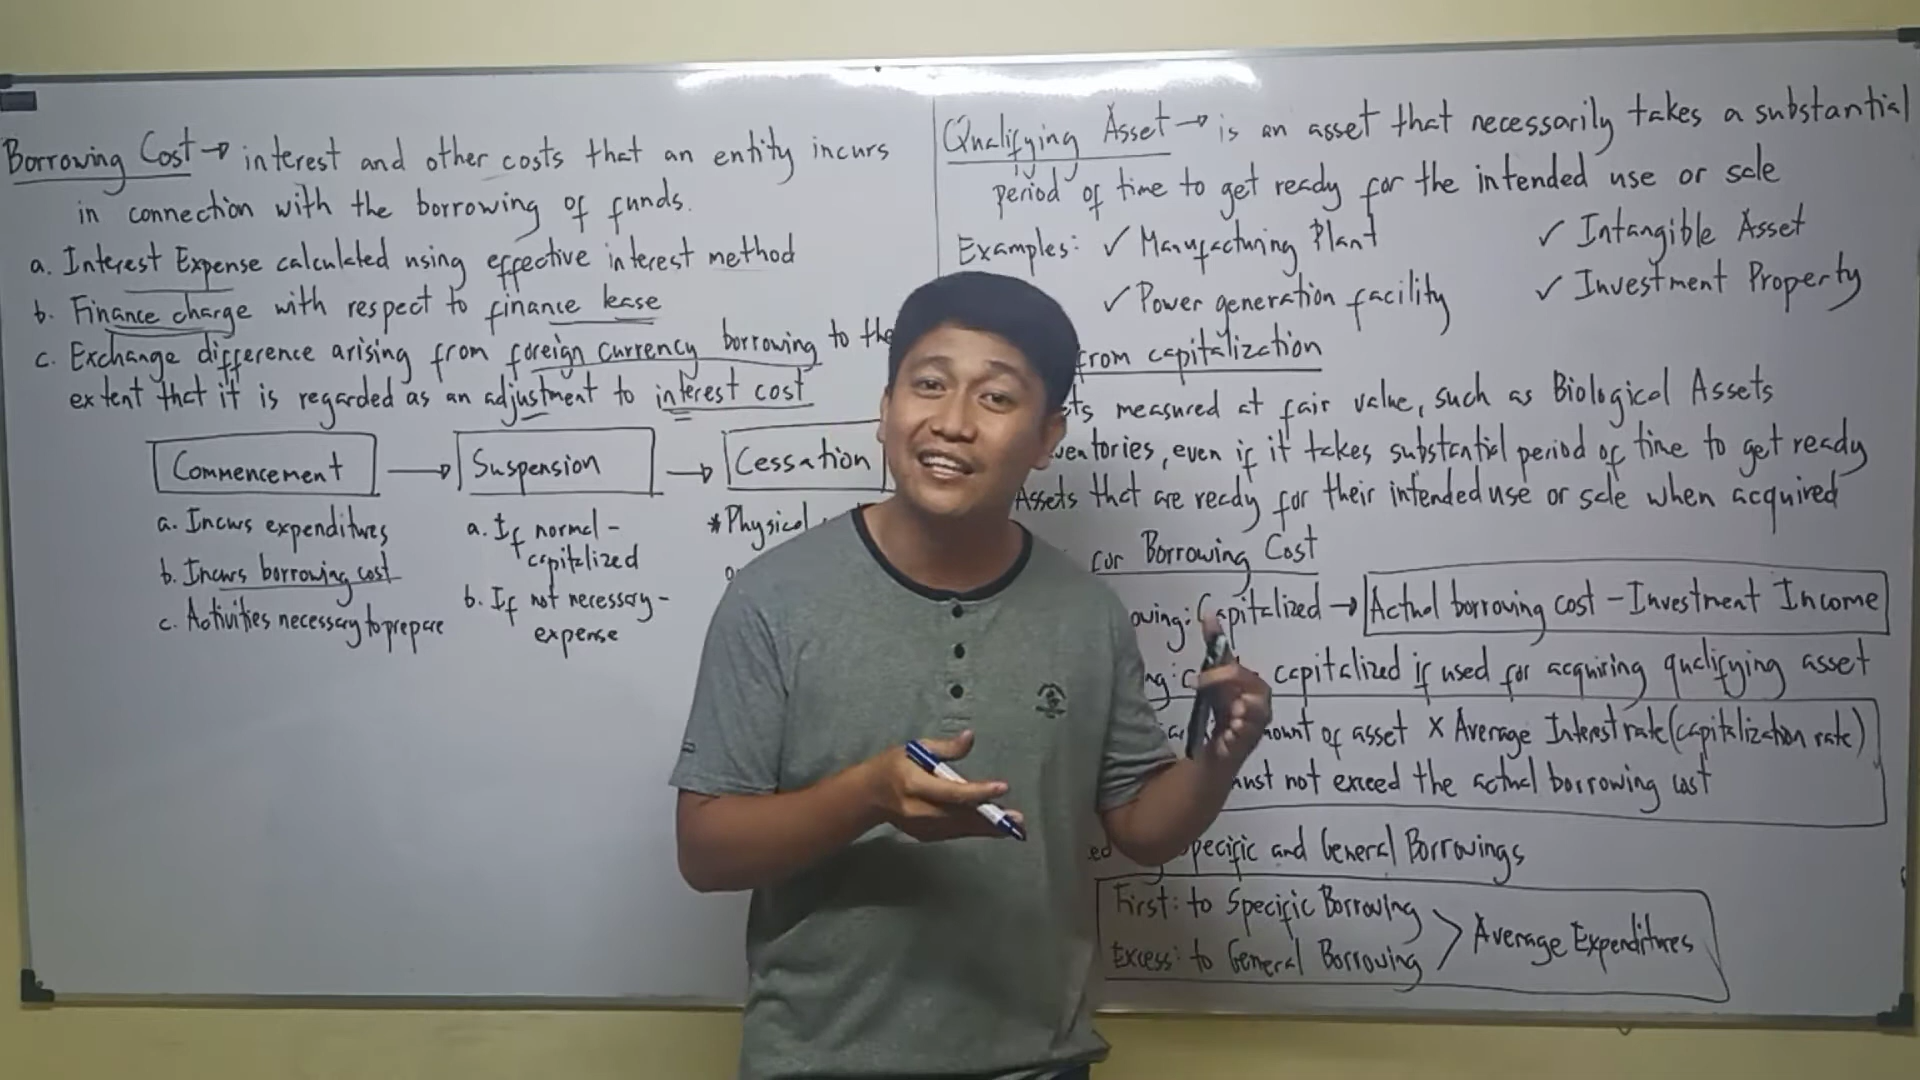 Borrowing Cost → interest and other costs that an entity incurs
in connection with the borrowing of funds.
a. Interest Expense calculated using effective interest method
b. Finance charge with respect to finance lease
c. Exchange difference arising from foreign currency borrowing to the
extent that it is regarded as an adjustment to interest cost
Commencement → Suspension → Cessation
a. Incurs expenditures
b. Incurs borrowing cost
c. Activities necessary to prepare
a. If normal -
capitalized
b. If not necessary -
expense
*Physical
Qualifying Asset → is an asset that necessarily takes a substantial
period of time to get ready for the intended use or sale
Examples: ✓ Manufacturing Plant ✓ Intangible Asset
✓ Power generation facility ✓ Investment Property
from capitalization
measured at fair value, such as Biological Assets
even if it takes substantial period of time to get ready
Assets that are ready for their intended use or sale when acquired
for Borrowing Cost
Capitalized → Actual borrowing cost - Investment Income
capitalized if used for acquiring qualifying asset
of asset X Average Interest rate (capitalization rate)
must not exceed the actual borrowing cost
Specific and General Borrowings
First: to Specific Borrowing
Excess: to General Borrowing > Average Expenditures